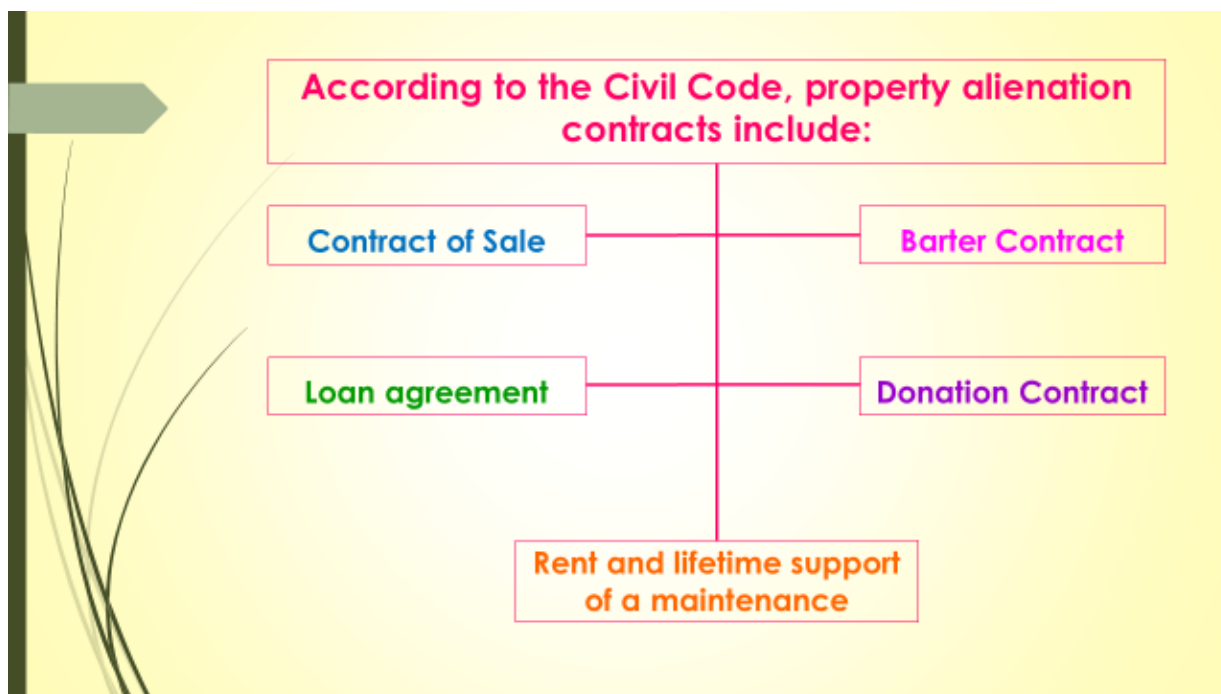 According to the Civil Code, property alienation
contracts include:
Contract of Sale
Barter Contract
Loan agreement
Donation Contract
Rent and lifetime support
of a maintenance